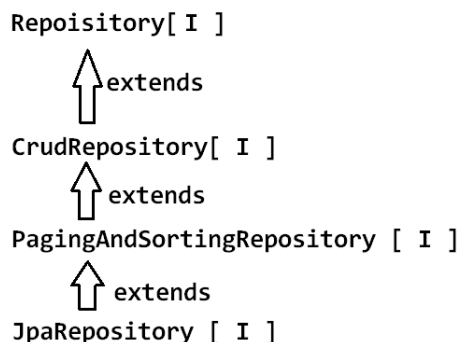 Repoisitory[ I ]
extends
CrudRepository[ I ]
extends
PagingAndSortingRepository [ I ]
extends
JpaRepository [ I ]